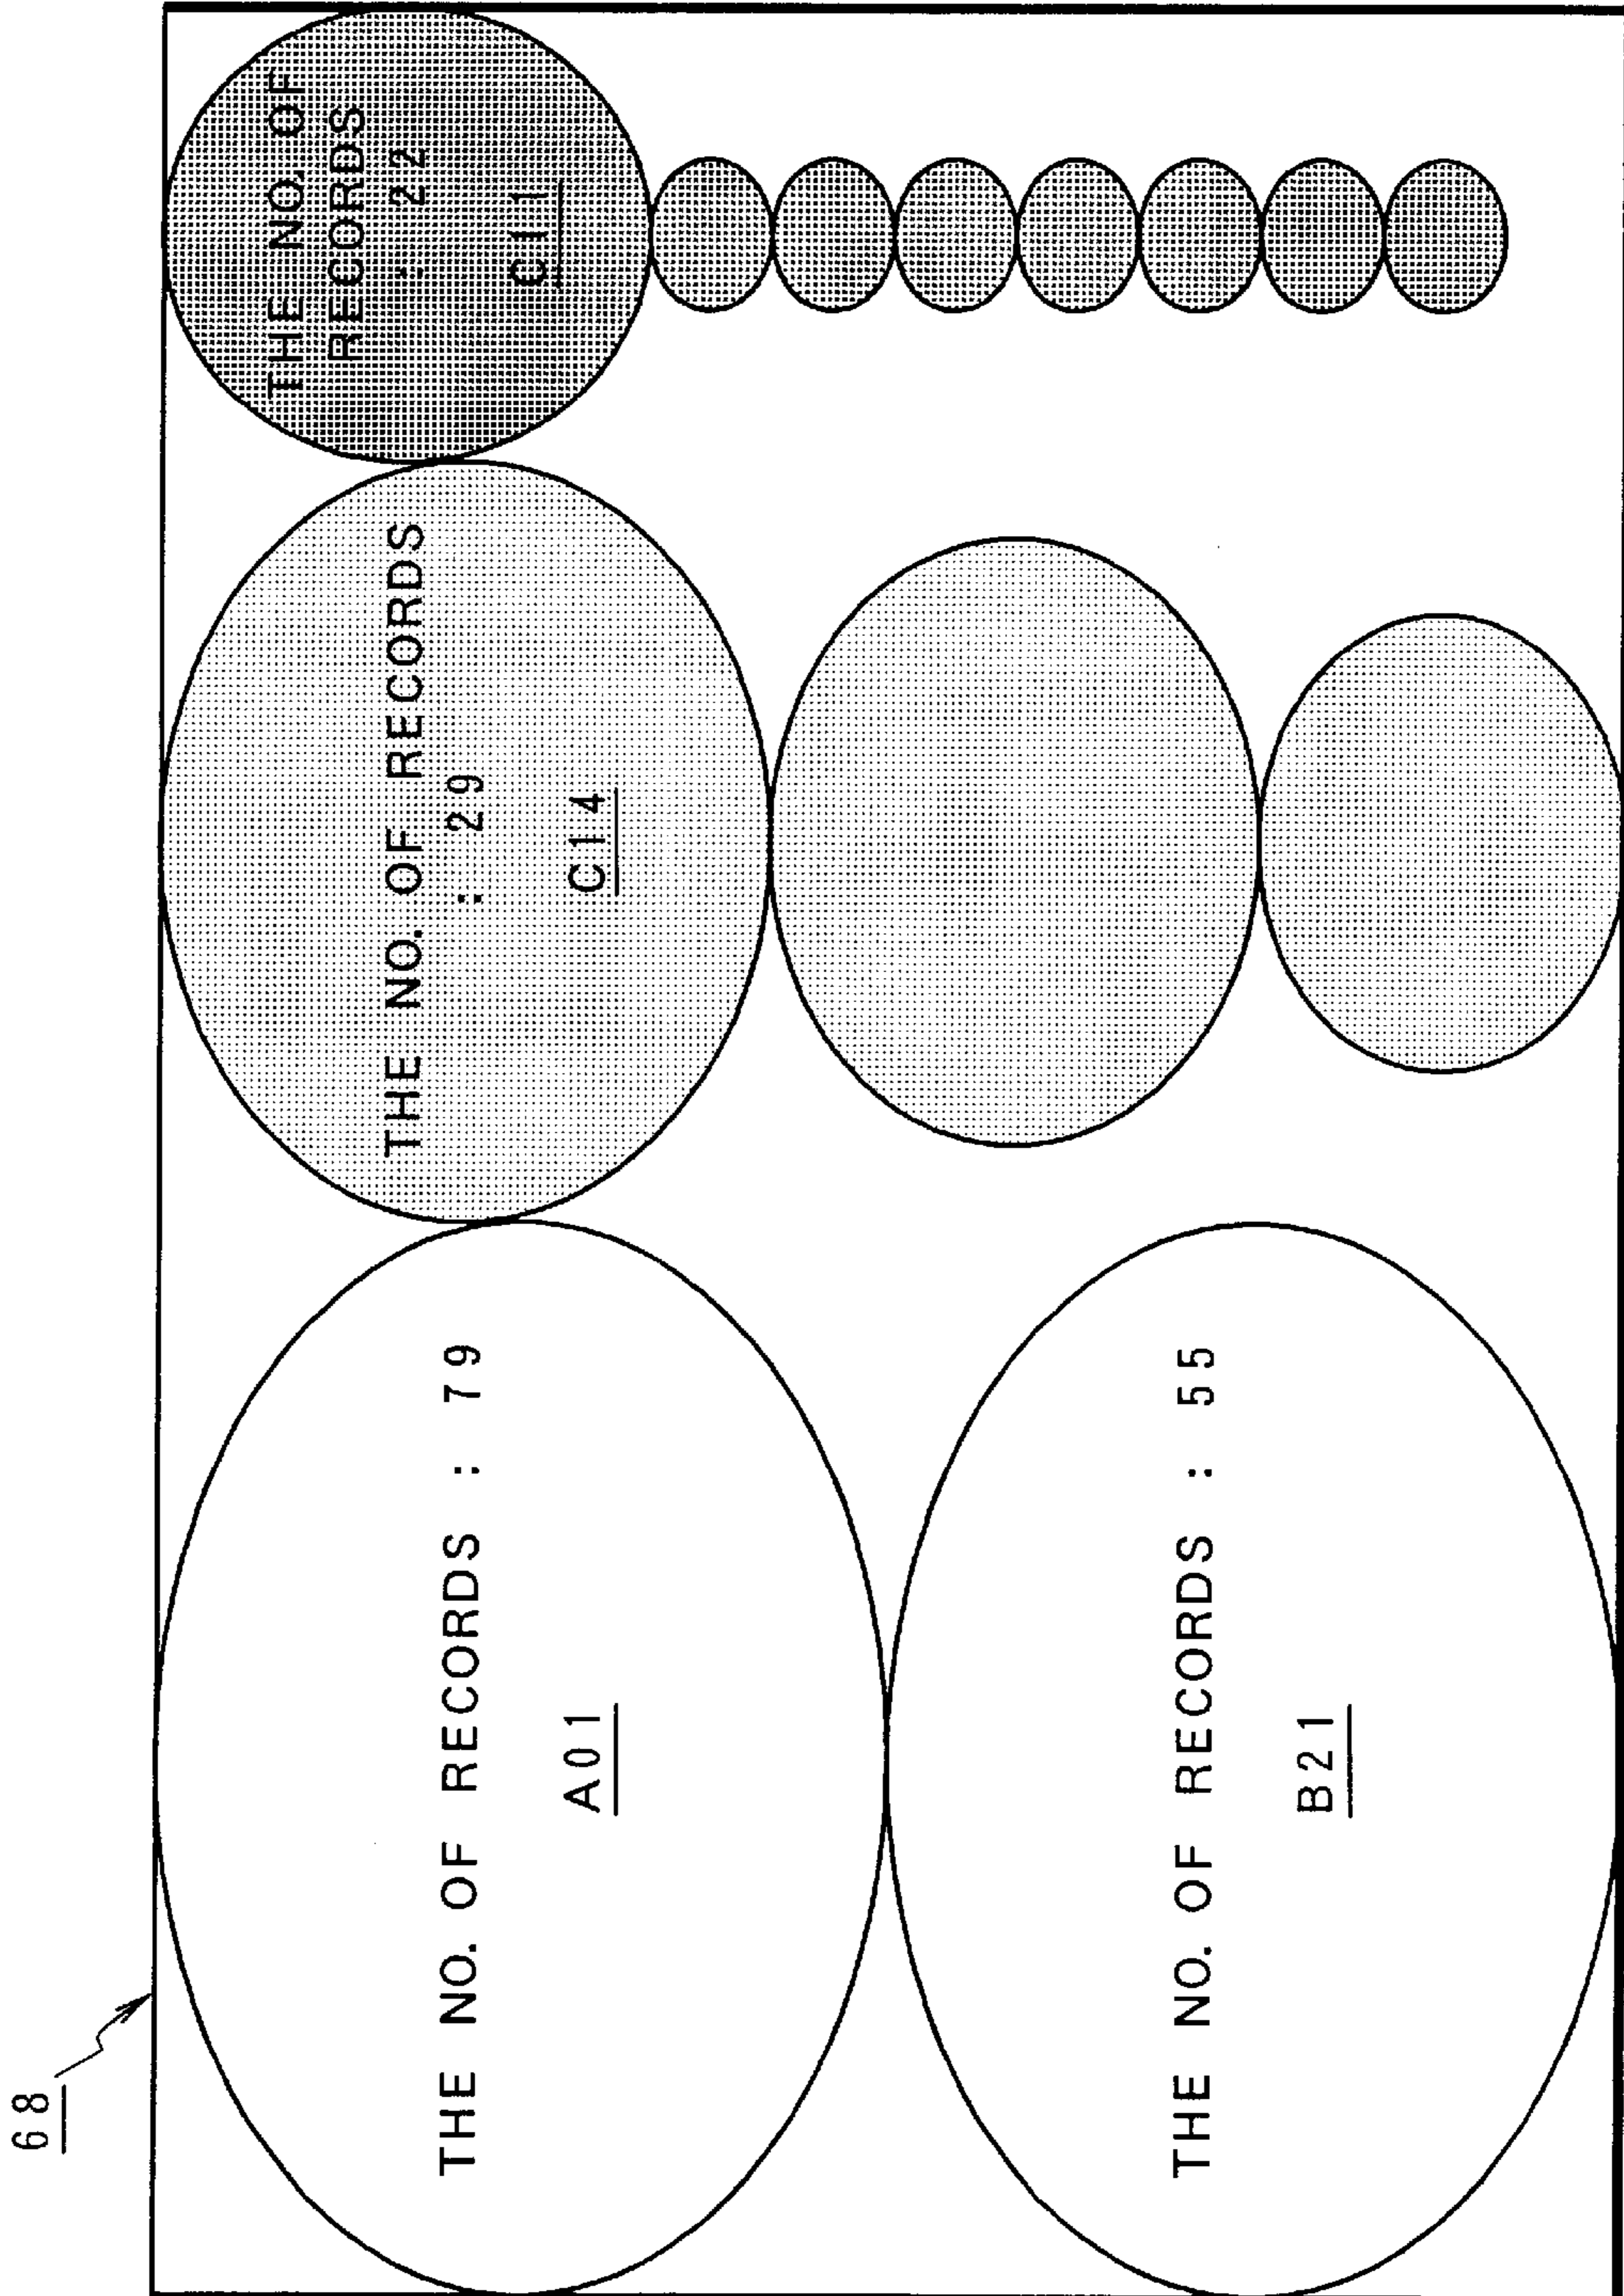 68
THE NO. OF RECORDS : 79
A01
THE NO. OF RECORDS : 55
B21
THE NO. OF RECORDS
: 29
C14
THE NO. OF
RECORDS
: 22
C11